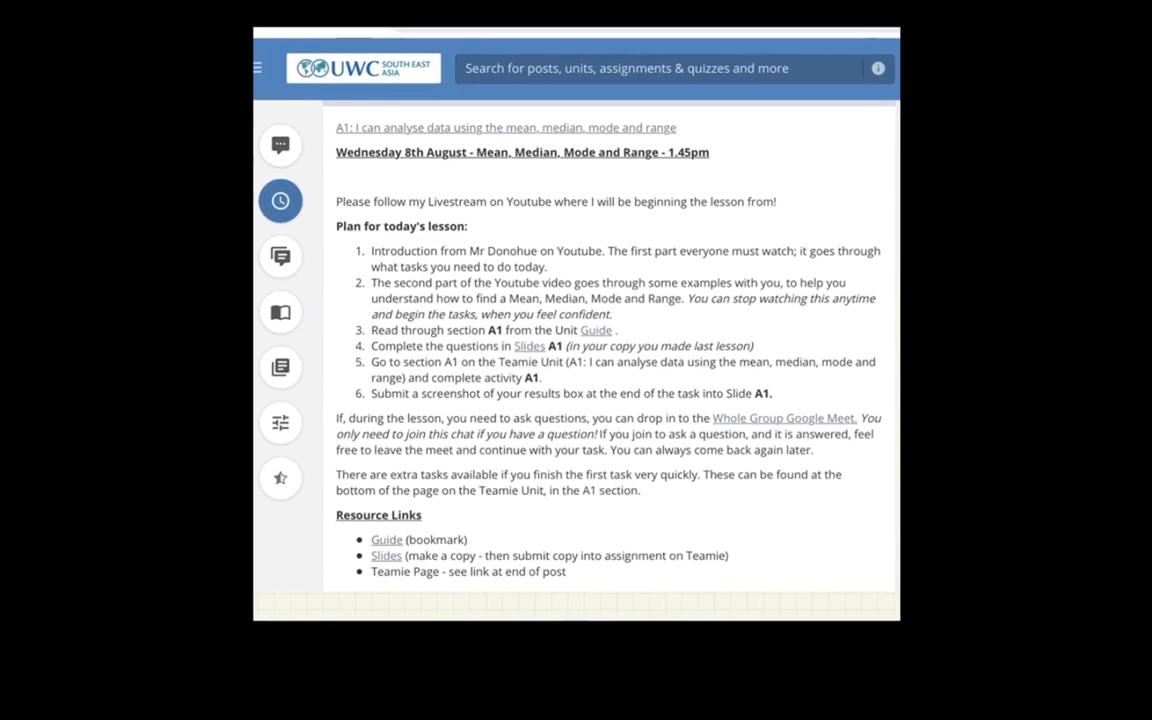 UWC SOUTH EAST
ASIA
Search for posts, units, assignments & quizzes and more
A1: I can analyse data using the mean, median, mode and range
Wednesday 8th August - Mean, Median, Mode and Range - 1.45pm
Please follow my Livestream on Youtube where I will be beginning the lesson from!
Plan for today's lesson:
1. Introduction from Mr Donohue on Youtube. The first part everyone must watch; it goes through
what tasks you need to do today.
2. The second part of the Youtube video goes through some examples with you, to help you
understand how to find a Mean, Median, Mode and Range. You can stop watching this anytime
and begin the tasks, when you feel confident.
3. Read through section A1 from the Unit Guide .
4. Complete the questions in Slides A1 (in your copy you made last lesson)
5. Go to section A1 on the Teamie Unit (A1: I can analyse data using the mean, median, mode and
range) and complete activity A1.
6. Submit a screenshot of your results box at the end of the task into Slide A1.
If, during the lesson, you need to ask questions, you can drop in to the Whole Group Google Meet. You
only need to join this chat if you have a question! If you join to ask a question, and it is answered, feel
free to leave the meet and continue with your task. You can always come back again later.
There are extra tasks available if you finish the first task very quickly. These can be found at the
bottom of the page on the Teamie Unit, in the A1 section.
Resource Links
● Guide (bookmark)
● Slides (make a copy - then submit copy into assignment on Teamie)
● Teamie Page - see link at end of post